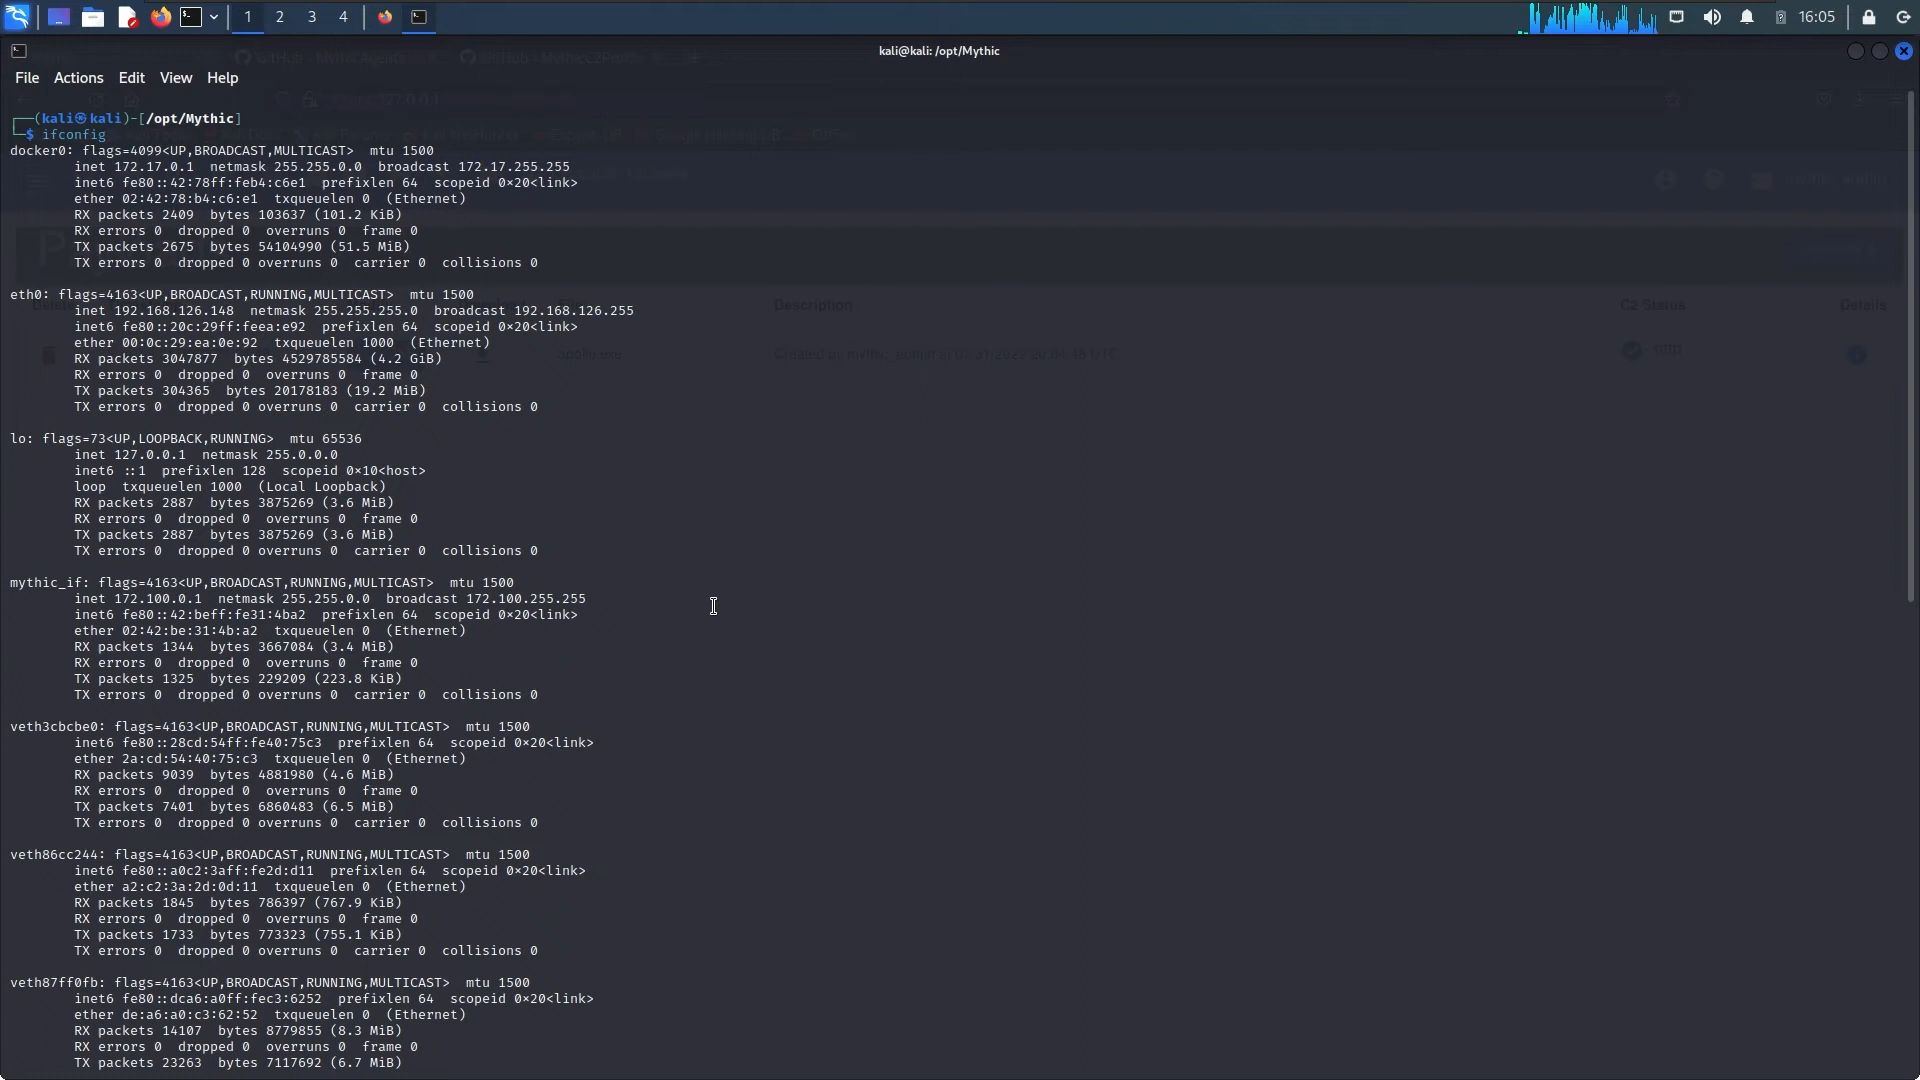 1 2 3 4 16:05
kali@kali: /opt/Mythic
File Actions Edit View Help
┌──(kali㉿kali)-[/opt/Mythic]
└─$ ifconfig
docker0: flags=4099<UP,BROADCAST,MULTICAST>  mtu 1500
inet 172.17.0.1  netmask 255.255.0.0  broadcast 172.17.255.255
inet6 fe80::42:78ff:feb4:c6e1  prefixlen 64  scopeid 0×20<link>
ether 02:42:78:b4:c6:e1  txqueuelen 0  (Ethernet)
RX packets 2409  bytes 103637 (101.2 KiB)
RX errors 0  dropped 0  overruns 0  frame 0
TX packets 2675  bytes 54104990 (51.5 MiB)
TX errors 0  dropped 0 overruns 0  carrier 0  collisions 0
eth0: flags=4163<UP,BROADCAST,RUNNING,MULTICAST>  mtu 1500
Description C2 Status Details
inet 192.168.126.148  netmask 255.255.255.0  broadcast 192.168.126.255
inet6 fe80::20c:29ff:feea:e92  prefixlen 64  scopeid 0×20<link>
ether 00:0c:29:ea:0e:92  txqueuelen 1000  (Ethernet)
RX packets 3047877  bytes 4529785584 (4.2 GiB)
RX errors 0  dropped 0  overruns 0  frame 0
TX packets 304365  bytes 20178183 (19.2 MiB)
TX errors 0  dropped 0 overruns 0  carrier 0  collisions 0
lo: flags=73<UP,LOOPBACK,RUNNING>  mtu 65536
inet 127.0.0.1  netmask 255.0.0.0
inet6 ::1  prefixlen 128  scopeid 0×10<host>
loop  txqueuelen 1000  (Local Loopback)
RX packets 2887  bytes 3875269 (3.6 MiB)
RX errors 0  dropped 0  overruns 0  frame 0
TX packets 2887  bytes 3875269 (3.6 MiB)
TX errors 0  dropped 0 overruns 0  carrier 0  collisions 0
mythic_if: flags=4163<UP,BROADCAST,RUNNING,MULTICAST>  mtu 1500
inet 172.100.0.1  netmask 255.255.0.0  broadcast 172.100.255.255
inet6 fe80::42:beff:fe31:4ba2  prefixlen 64  scopeid 0×20<link>
ether 02:42:be:31:4b:a2  txqueuelen 0  (Ethernet)
RX packets 1344  bytes 3667084 (3.4 MiB)
RX errors 0  dropped 0  overruns 0  frame 0
TX packets 1325  bytes 229209 (223.8 KiB)
TX errors 0  dropped 0 overruns 0  carrier 0  collisions 0
veth3cbcbe0: flags=4163<UP,BROADCAST,RUNNING,MULTICAST>  mtu 1500
inet6 fe80::28cd:54ff:fe40:75c3  prefixlen 64  scopeid 0×20<link>
ether 2a:cd:54:40:75:c3  txqueuelen 0  (Ethernet)
RX packets 9039  bytes 4881980 (4.6 MiB)
RX errors 0  dropped 0  overruns 0  frame 0
TX packets 7401  bytes 6860483 (6.5 MiB)
TX errors 0  dropped 0 overruns 0  carrier 0  collisions 0
veth86cc244: flags=4163<UP,BROADCAST,RUNNING,MULTICAST>  mtu 1500
inet6 fe80::a0c2:3aff:fe2d:d11  prefixlen 64  scopeid 0×20<link>
ether a2:c2:3a:2d:0d:11  txqueuelen 0  (Ethernet)
RX packets 1845  bytes 786397 (767.9 KiB)
RX errors 0  dropped 0  overruns 0  frame 0
TX packets 1733  bytes 773323 (755.1 KiB)
TX errors 0  dropped 0 overruns 0  carrier 0  collisions 0
veth87ff0fb: flags=4163<UP,BROADCAST,RUNNING,MULTICAST>  mtu 1500
inet6 fe80::dca6:a0ff:fec3:6252  prefixlen 64  scopeid 0×20<link>
ether de:a6:a0:c3:62:52  txqueuelen 0  (Ethernet)
RX packets 14107  bytes 8779855 (8.3 MiB)
RX errors 0  dropped 0  overruns 0  frame 0
TX packets 23263  bytes 7117692 (6.7 MiB)